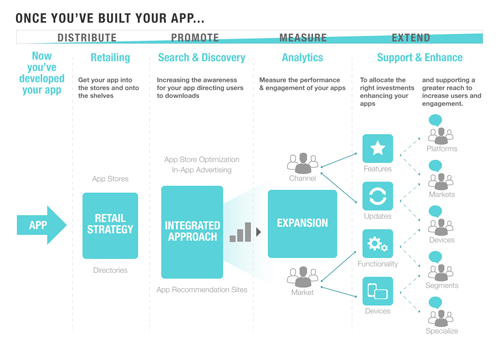 ONCE YOU'VE BUILT YOUR APP...
DISTRIBUTE
PROMOTE
MEASURE
EXTEND
Now
you've
developed
your app
Retailing
Get your app into
the stores and onto
the shelves
Search & Discovery
Increasing the awareness
for your app directing users
to downloads
Analytics
Measure the performance
& engagement of your apps
Support & Enhance
To allocate the
right investments
enhancing your
apps
and supporting a
greater reach to
increase users and
engagement.
APP
App Stores
RETAIL
STRATEGY
Directories
App Store Optimization
In-App Advertising
INTEGRATED
APPROACH
App Recommendation Sites
Channel
EXPANSION
Market
Features
Updates
Functionality
Devices
Platforms
Markets
Devices
Segments
Specialize